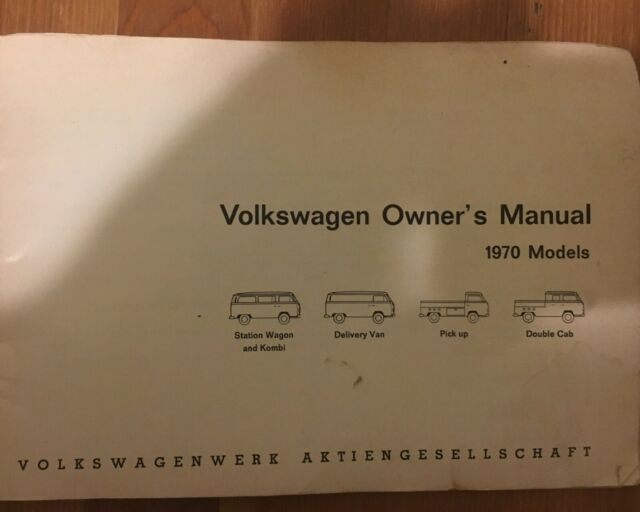 Volkswagen Owner's Manual
1970 Models
Station Wagon
and Kombi
Delivery Van
Pick up
Double Cab
VOLKSWAGENWERK AKTIENGESELLSCHAFT